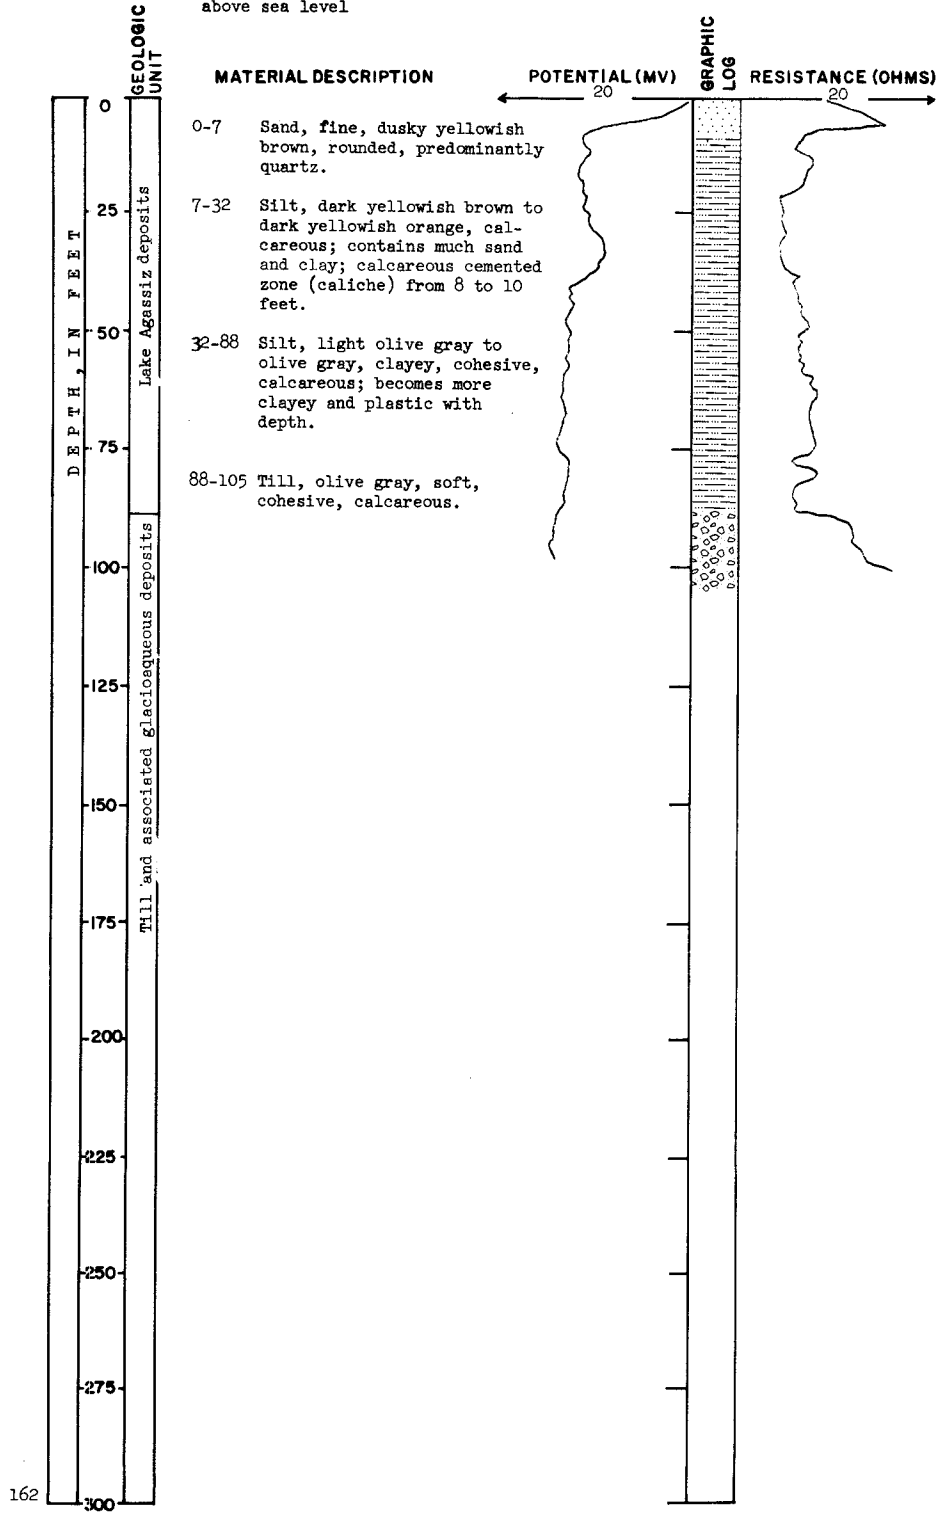 above sea level
GEOLOGIC
UNIT
MATERIAL DESCRIPTION
POTENTIAL (MV)
GRAPHIC
LOG
RESISTANCE (OHMS)
20
20
DEPTH, IN FEET
0
25
50
75
100
125
150
175
200
225
250
275
300
Lake Agassiz deposits
Till and associated glacioaqueous deposits
0-7 Sand, fine, dusky yellowish
brown, rounded, predominantly
quartz.
7-32 Silt, dark yellowish brown to
dark yellowish orange, cal-
careous; contains much sand
and clay; calcareous cemented
zone (caliche) from 8 to 10
feet.
32-88 Silt, light olive gray to
olive gray, clayey, cohesive,
calcareous; becomes more
clayey and plastic with
depth.
88-105 Till, olive gray, soft,
cohesive, calcareous.
162